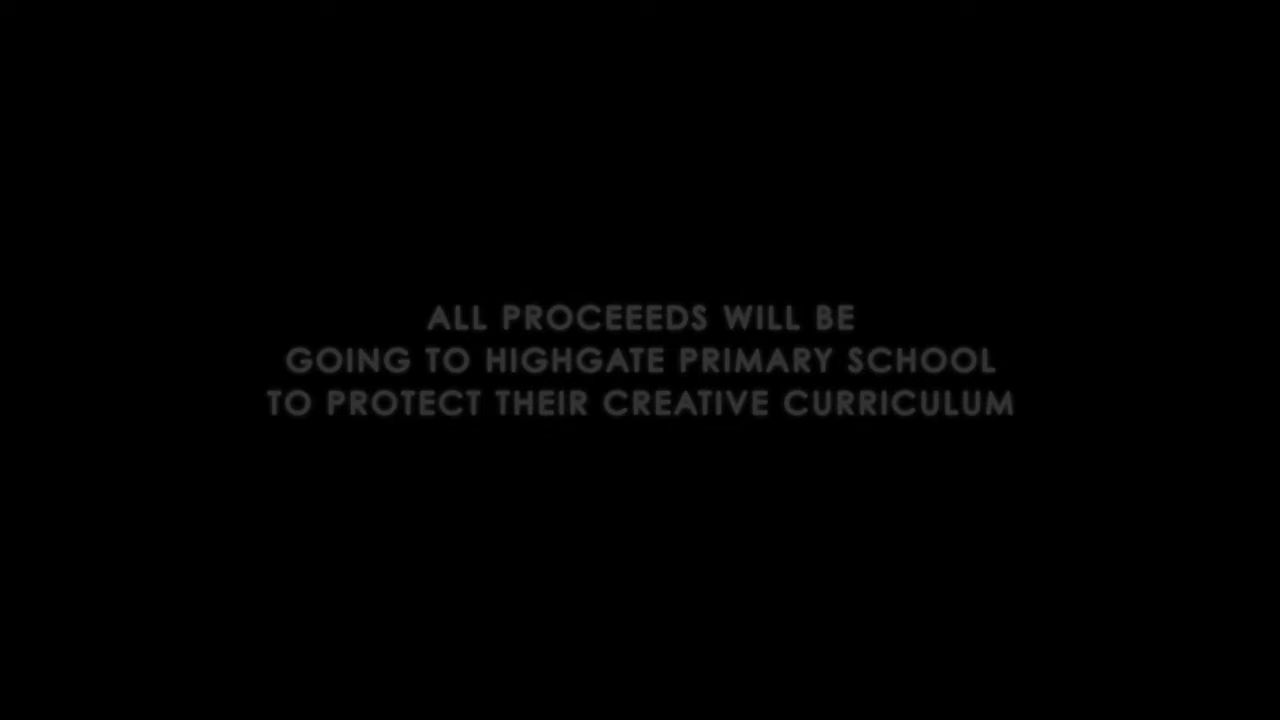 ALL PROCEEEDS WILL BE
GOING TO HIGHGATE PRIMARY SCHOOL
TO PROTECT THEIR CREATIVE CURRICULUM